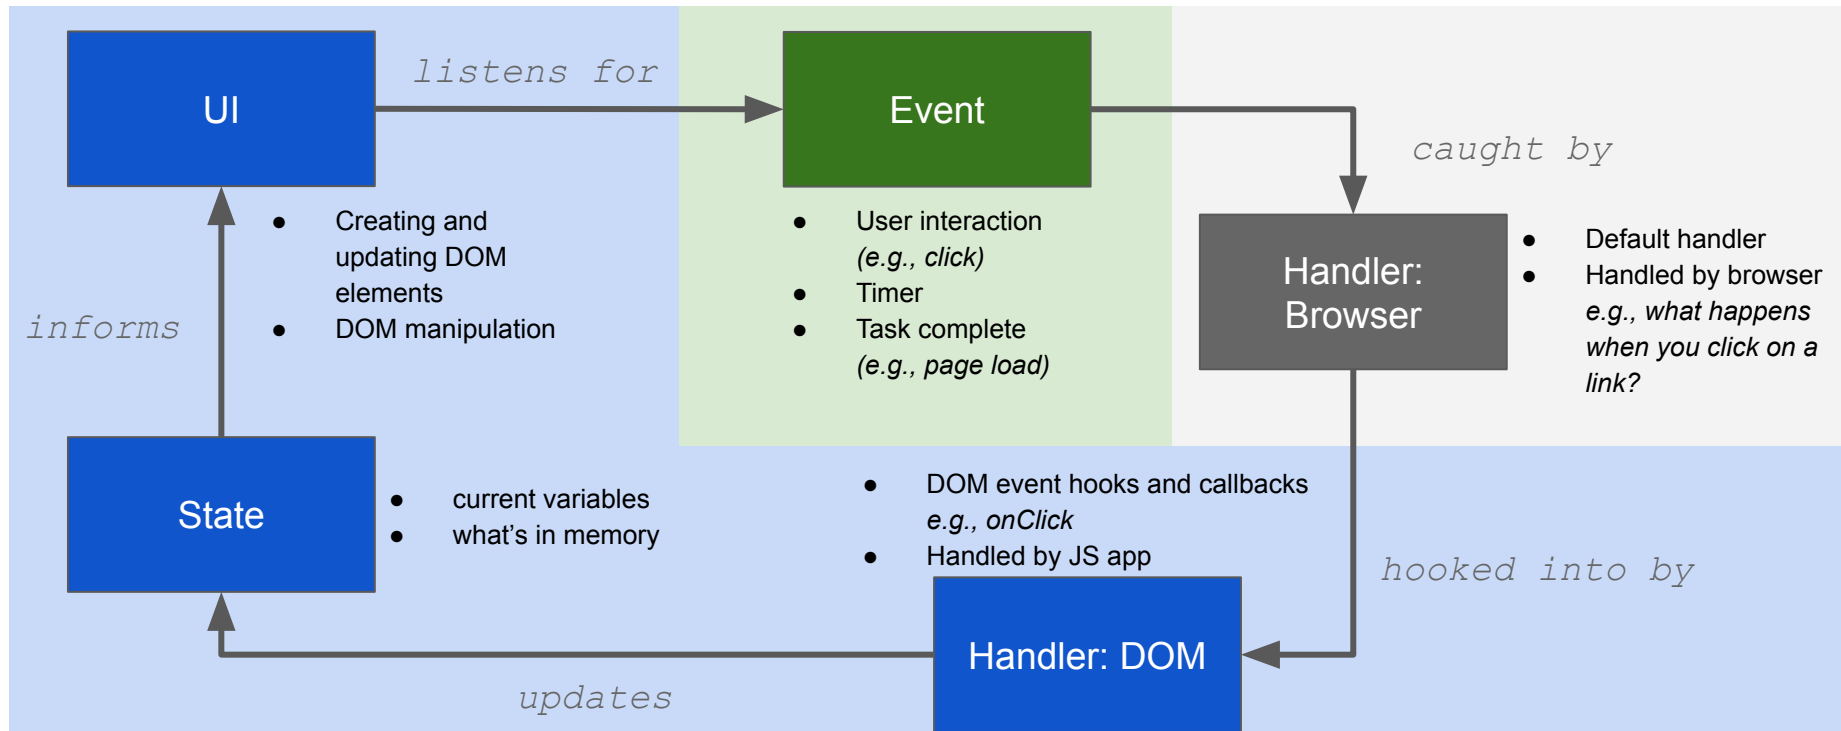 UI
listens for
Event
caught by
● Creating and
updating DOM
elements
● DOM manipulation
● User interaction
(e.g., click)
● Timer
● Task complete
(e.g., page load)
Handler:
Browser
● Default handler
● Handled by browser
e.g., what happens
when you click on a
link?
informs
State
● current variables
● what's in memory
● DOM event hooks and callbacks
e.g., onClick
● Handled by JS app
hooked into by
Handler: DOM
updates